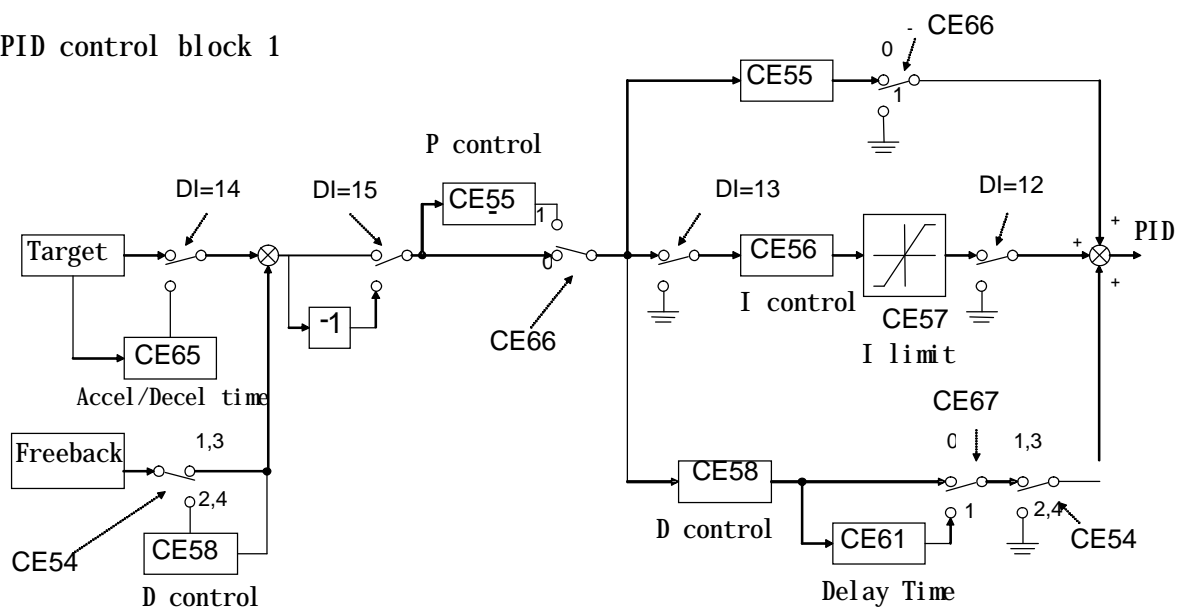 PID control block 1
0
-
CE66
CE55
1
P control
DI=14
DI=15
CE55
-
1
DI=13
DI=12
+
Target
0
CE56
+
PID
+
I control
-1
CE66
CE57
I limit
CE65
Accel/Decel time
CE67
Freeback
1,3
0
1,3
2,4
CE58
1
2,4
CE54
CE58
D control
CE61
CE54
D control
Delay Time